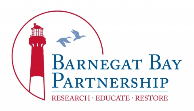 BARNEGAT BAY
PARTNERSHIP
RESEARCH · EDUCATE · RESTORE